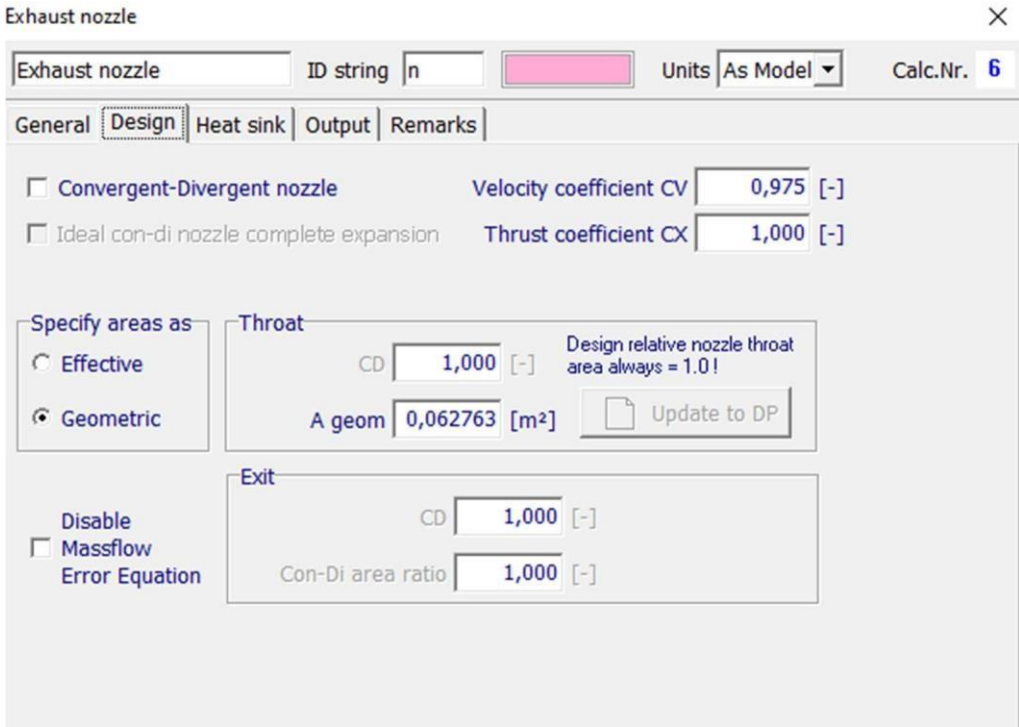 Exhaust nozzle
Exhaust nozzle ID string n Units As Model Calc.Nr. 6
General Design Heat sink Output Remarks
Convergent-Divergent nozzle Velocity coefficient CV 0,975 [-]
Ideal con-di nozzle complete expansion Thrust coefficient CX 1,000 [-]
Specify areas as
Effective
Geometric
Throat
CD 1,000 [-] Design relative nozzle throat
area always = 1.0 !
A geom 0,062763 [m²] Update to DP
Disable
Massflow
Error Equation
Exit
CD 1,000 [-]
Con-Di area ratio 1,000 [-]